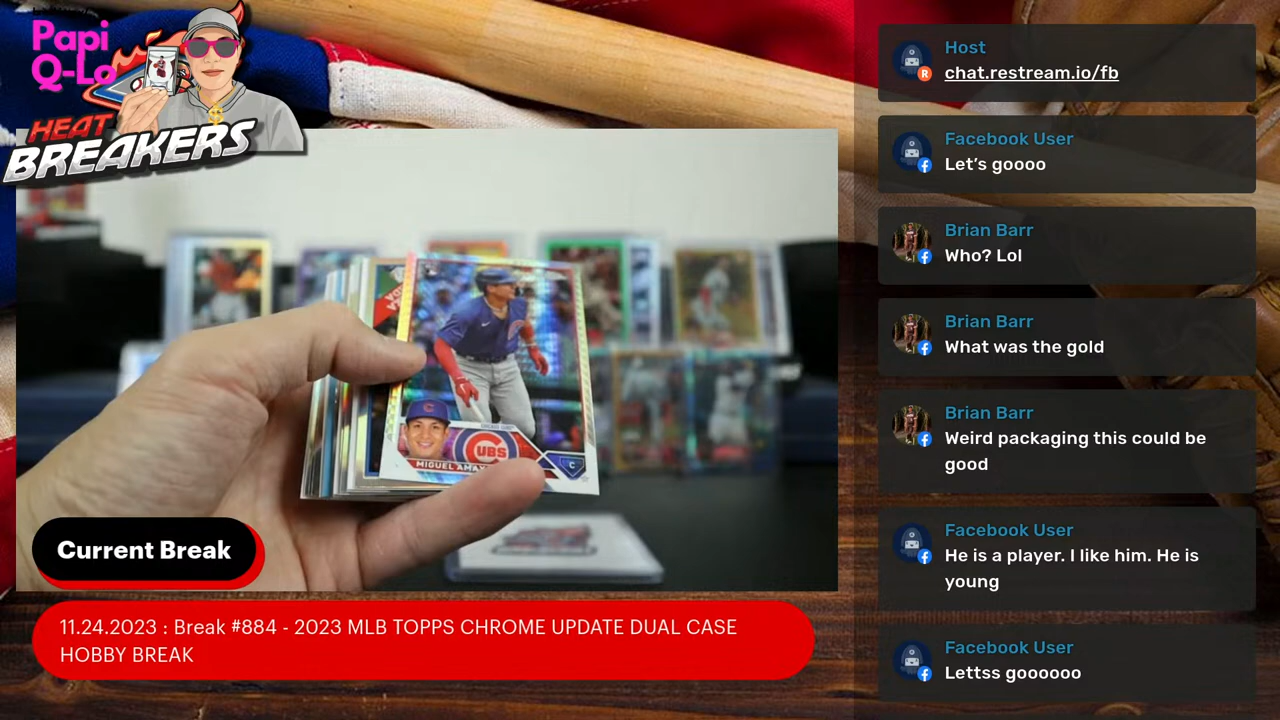 Papi
Q-Lo
HEAT
BREAKERS
CUBS
MIGUEL AMAY
C
Current Break
11.24.2023 : Break #884 - 2023 MLB TOPPS CHROME UPDATE DUAL CASE
HOBBY BREAK
Host
chat.restream.io/fb
Facebook User
Let’s goooo
Brian Barr
Who? Lol
Brian Barr
What was the gold
Brian Barr
Weird packaging this could be
good
Facebook User
He is a player. I like him. He is
young
Facebook User
Lettss goooooo